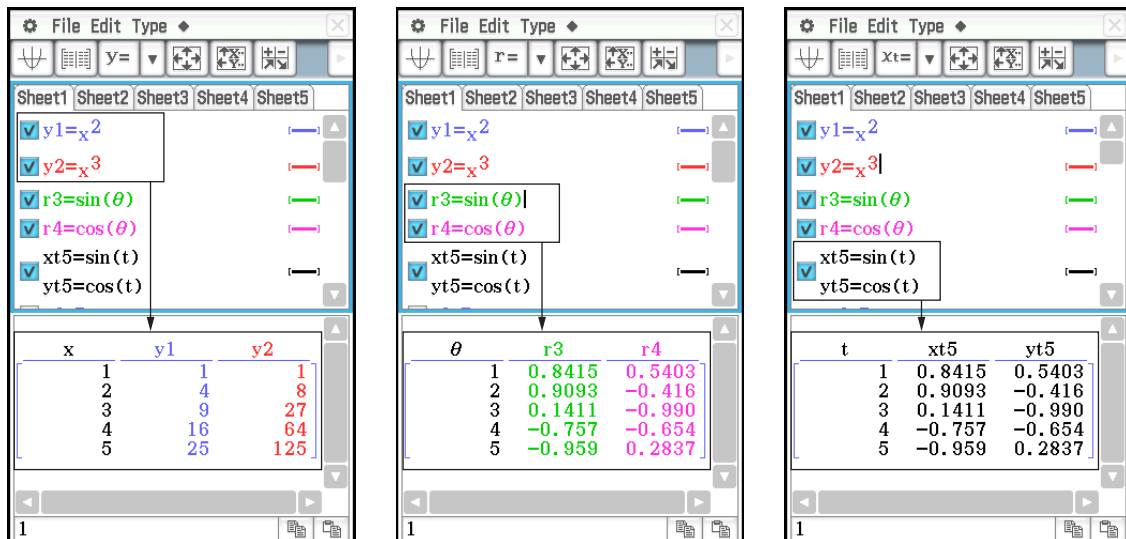 File Edit Type ◆
y=
Sheet1 Sheet2 Sheet3 Sheet4 Sheet5
y1=x^2
y2=x^3
r3=sin(θ)
r4=cos(θ)
xt5=sin(t)
yt5=cos(t)
x y1 y2
1 1 1
2 4 8
3 9 27
4 16 64
5 25 125
1
File Edit Type ◆
r=
Sheet1 Sheet2 Sheet3 Sheet4 Sheet5
y1=x^2
y2=x^3
r3=sin(θ)
r4=cos(θ)
xt5=sin(t)
yt5=cos(t)
θ r3 r4
1 0.8415 0.5403
2 0.9093 -0.416
3 0.1411 -0.990
4 -0.757 -0.654
5 -0.959 0.2837
1
File Edit Type ◆
xt=
Sheet1 Sheet2 Sheet3 Sheet4 Sheet5
y1=x^2
y2=x^3
r3=sin(θ)
r4=cos(θ)
xt5=sin(t)
yt5=cos(t)
t xt5 yt5
1 0.8415 0.5403
2 0.9093 -0.416
3 0.1411 -0.990
4 -0.757 -0.654
5 -0.959 0.2837
1